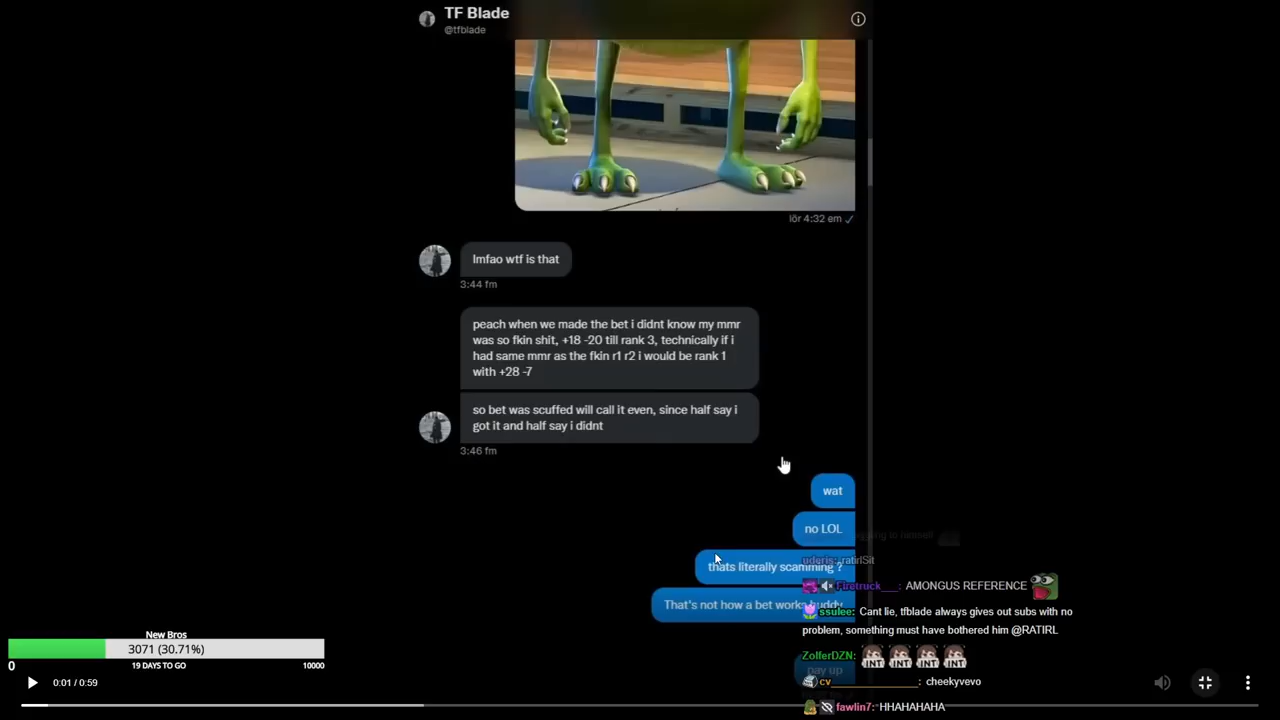 TF Blade
@tfblade
lör 4:32 em
lmfao wtf is that
3:44 fm
peach when we made the bet i didnt know my mmr
was so fkin shit, +18 -20 till rank 3, technically if i
had same mmr as the fkin r1 r2 i would be rank 1
with +28 -7
so bet was scuffed will call it even, since half say i
got it and half say i didnt
3:46 fm
wat
no LOL
thats literally scamming ?
That's not how a bet works buddy
pay up
to himself
uderis: ratirlSit
Firetruck___: AMONGUS REFERENCE
ssulee: Cant lie, tfblade always gives out subs with no
problem, something must have bothered him @RATIRL
ZolferDZN:
INT INT INT INT
cv_______________: cheekyvevo
fawlin7: HHAHAHAHA
New Bros
3071 (30.71%)
0 19 DAYS TO GO 10000
0:01 / 0:59